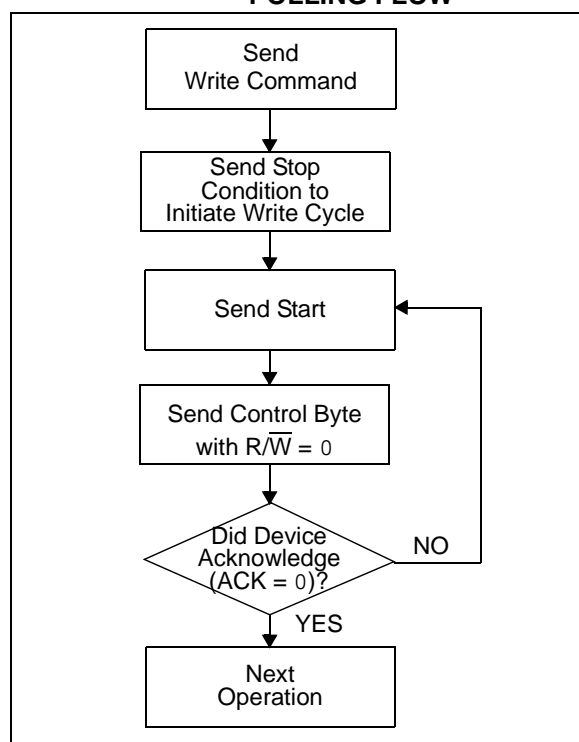 POLLING FLOW
Send
Write Command
Send Stop
Condition to
Initiate Write Cycle
Send Start
Send Control Byte
with R/W̅ = 0
Did Device
Acknowledge
(ACK = 0)?
NO
YES
Next
Operation